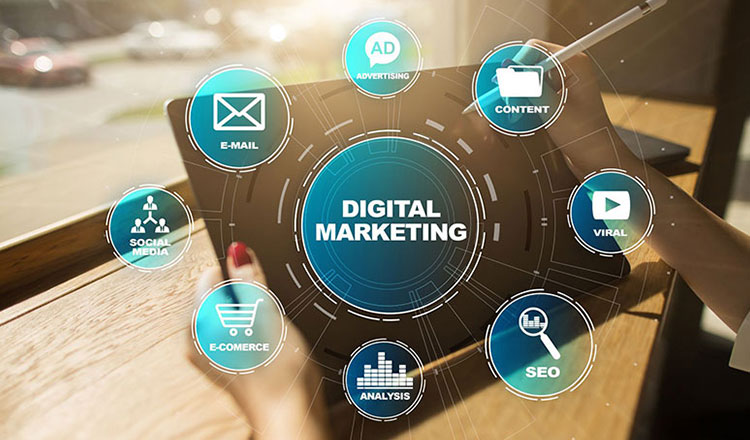 AD
ADVERTISING
CONTENT
E-MAIL
DIGITAL
MARKETING
VIRAL
SOCIAL
MEDIA
E-COMERCE
SEO
ANALYSIS